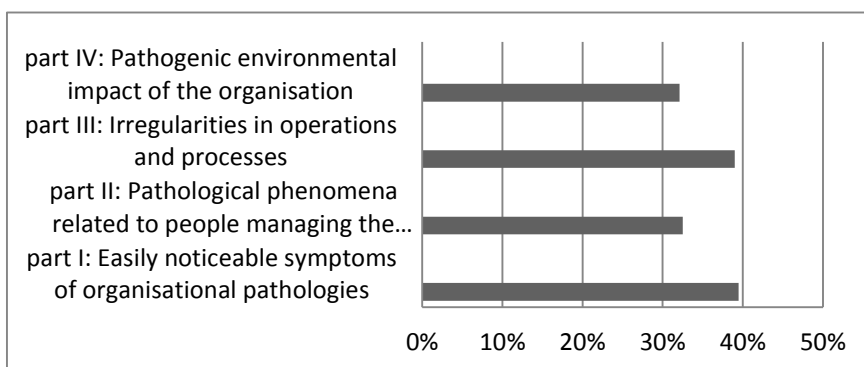 part IV: Pathogenic environmental
impact of the organisation
part III: Irregularities in operations
and processes
part II: Pathological phenomena
related to people managing the...
part I: Easily noticeable symptoms
of organisational pathologies
0% 10% 20% 30% 40% 50%